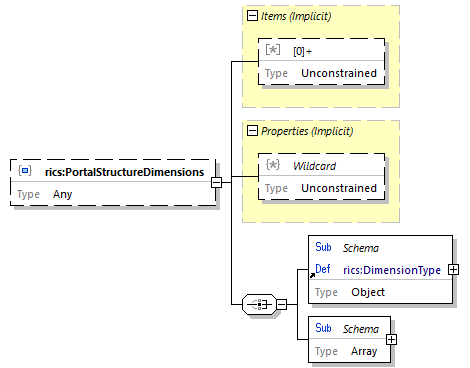 Items (Implicit)
[0]+
Type Unconstrained
Properties (Implicit)
Wildcard
Type Unconstrained
rics:PortalStructureDimensions
Type Any
Sub Schema
Def rics:DimensionType
Type Object
Sub Schema
Type Array